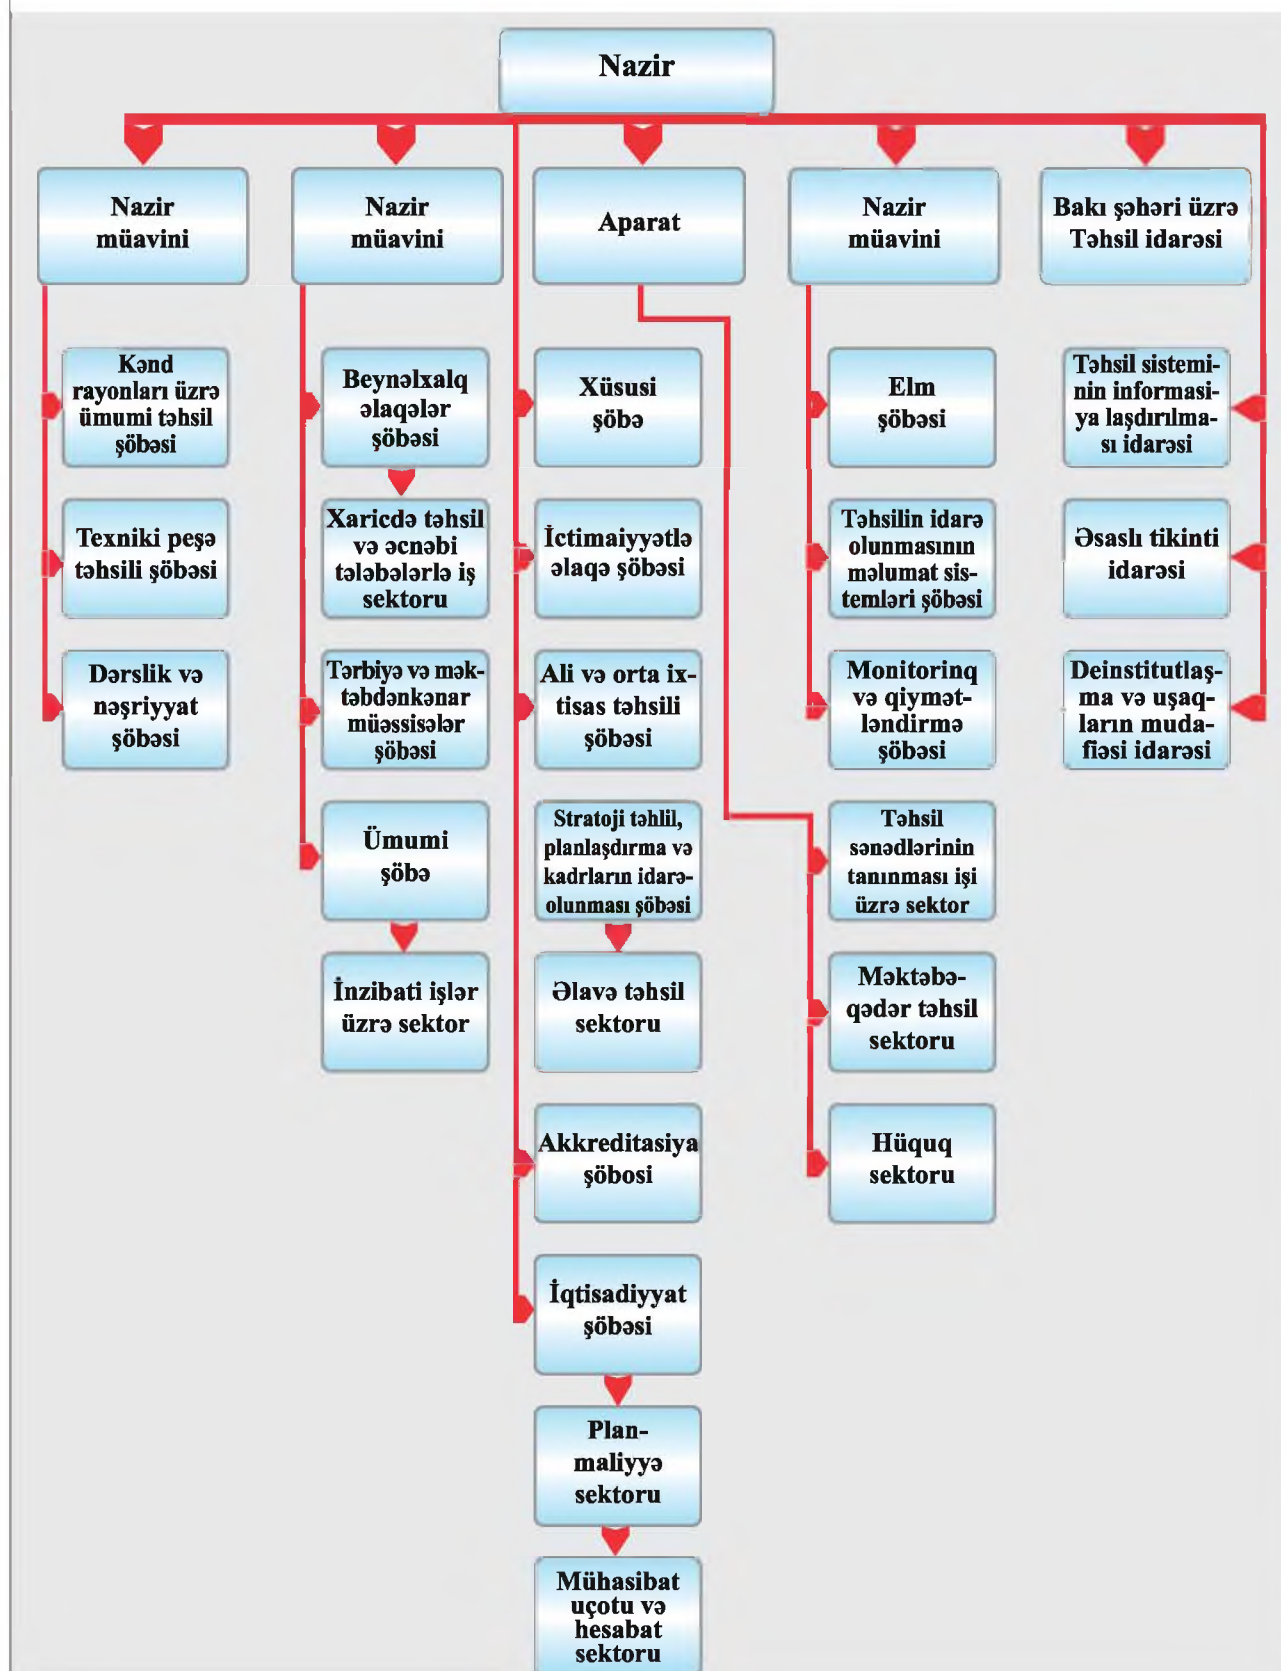 Nazir
Nazir
müavini
Nazir
müavini
Aparat
Nazir
müavini
Bakı şəhəri üzrə
Təhsil idarəsi
Kənd
rayonları üzrə
ümumi təhsil
şöbəsi
Beynəlxalq
əlaqələr
şöbəsi
Xüsusi
şöbə
Elm
şöbəsi
Təhsil sistemi-
nin informasi-
ya laşdırılma-
sı idarəsi
Texniki peşə
təhsili şöbəsi
Xaricdə təhsil
və əcnəbi
tələbələrlə iş
sektoru
İctimaiyyətlə
əlaqə şöbəsi
Təhsilin idarə
olunmasının
məlumat sis-
temləri şöbəsi
Əsaslı tikinti
idarəsi
Dərslik və
nəşriyyat
şöbəsi
Tərbiyə və mək-
təbdənkənar
müəssisələr
şöbəsi
Ali və orta ix-
tisas təhsili
şöbəsi
Monitorinq
və qiymət-
ləndirmə
şöbəsi
Deinstitutlaş-
ma və uşaq-
ların muda-
fiəsi idarəsi
Ümumi
şöbə
Stratoji təhlil,
planlaşdırma və
kadrların idarə-
olunması şöbəsi
Təhsil
sənədlərinin
tanınması işi
üzrə sektor
İnzibati işlər
üzrə sektor
Əlavə təhsil
sektoru
Məktəbə-
qədər təhsil
sektoru
Akkreditasiya
şöbosi
Hüquq
sektoru
İqtisadiyyat
şöbəsi
Plan-
maliyyə
sektoru
Mühasibat
uçotu və
hesabat
sektoru